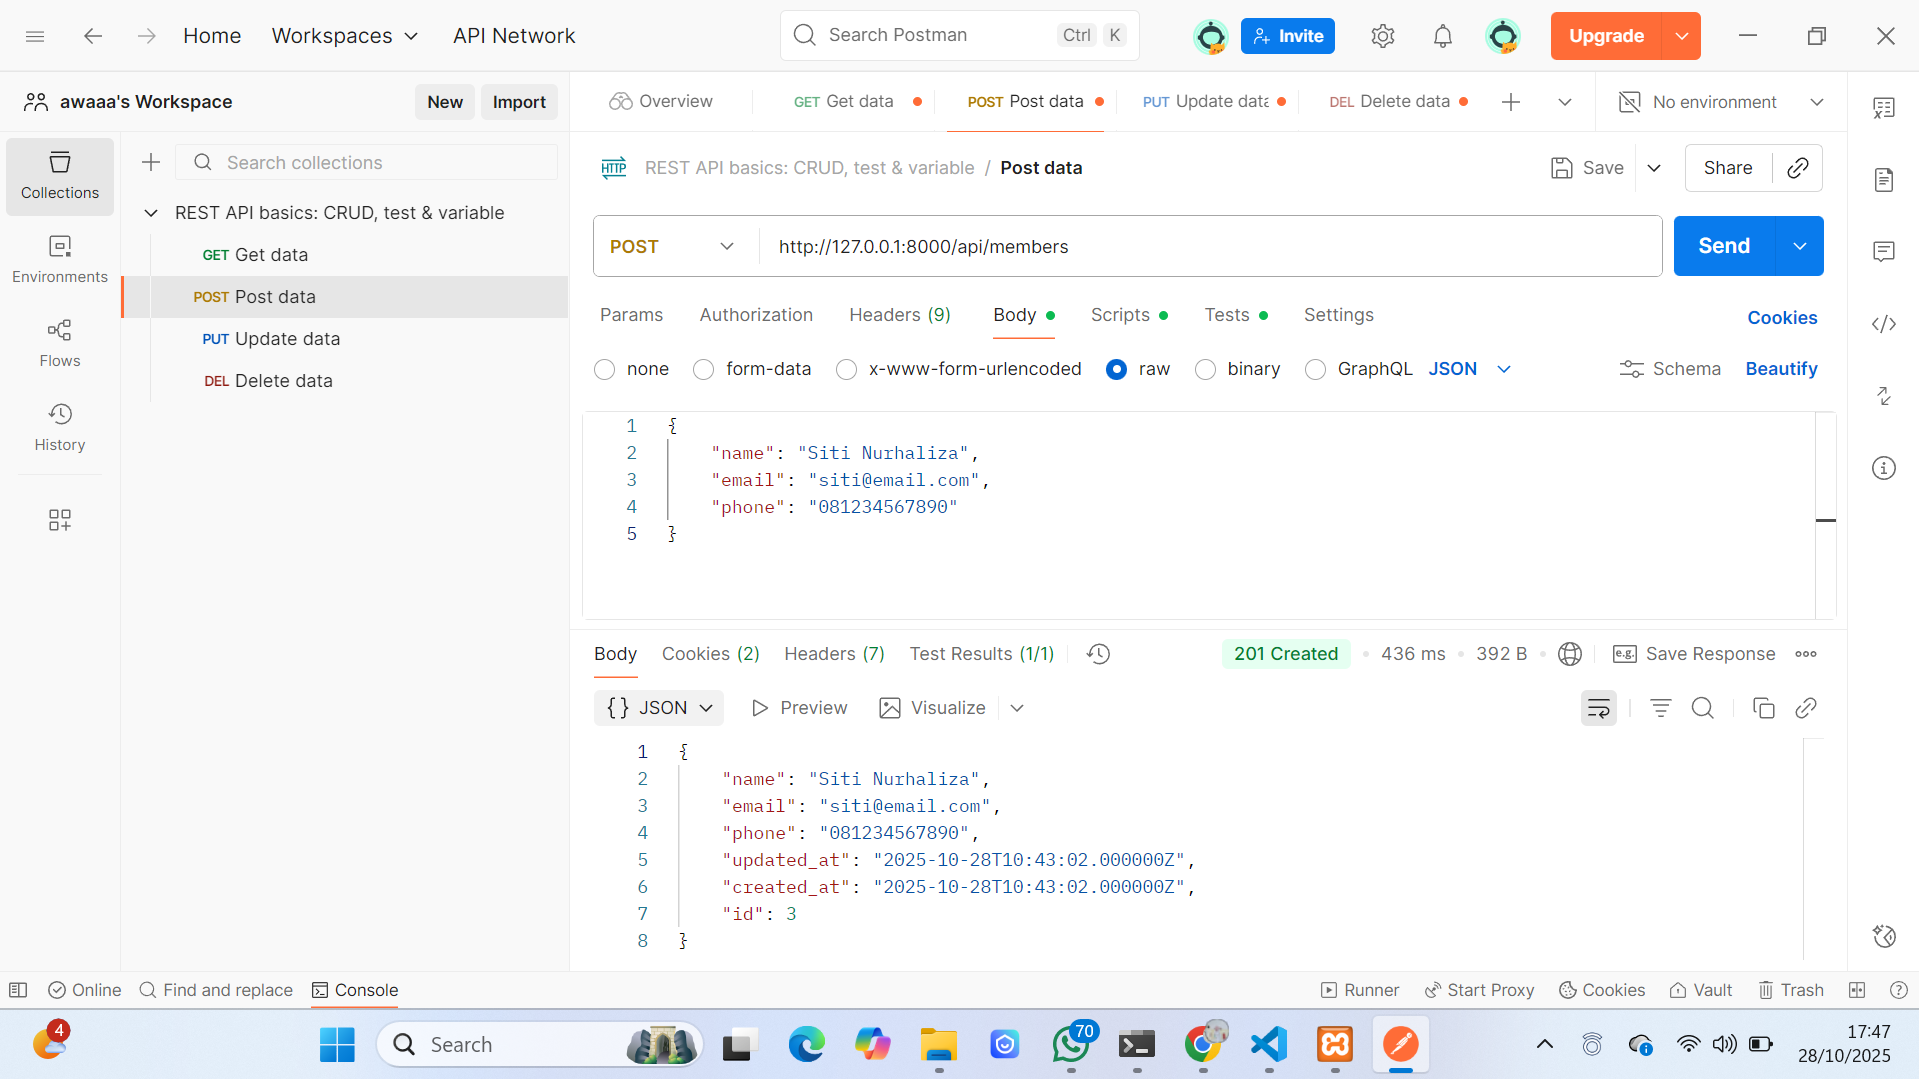 Home Workspaces API Network Search Postman Ctrl K Invite Upgrade
awaaa's Workspace New Import Overview GET Get data POST Post data PUT Update data DEL Delete data No environment
Collections
Environments
Flows
History
Search collections
REST API basics: CRUD, test & variable
GET Get data
POST Post data
PUT Update data
DEL Delete data
HTTP REST API basics: CRUD, test & variable / Post data Save Share
POST http://127.0.0.1:8000/api/members Send
Params Authorization Headers (9) Body Scripts Tests Settings Cookies
none form-data x-www-form-urlencoded raw binary GraphQL JSON Schema Beautify
1 {
2 "name": "Siti Nurhaliza",
3 "email": "siti@email.com",
4 "phone": "081234567890"
5 }
Body Cookies (2) Headers (7) Test Results (1/1) 201 Created 436 ms 392 B e.g. Save Response
{} JSON Preview Visualize
1 {
2 "name": "Siti Nurhaliza",
3 "email": "siti@email.com",
4 "phone": "081234567890",
5 "updated_at": "2025-10-28T10:43:02.000000Z",
6 "created_at": "2025-10-28T10:43:02.000000Z",
7 "id": 3
8 }
Online Find and replace Console Runner Start Proxy Cookies Vault Trash
4 Search 70 17:47
28/10/2025